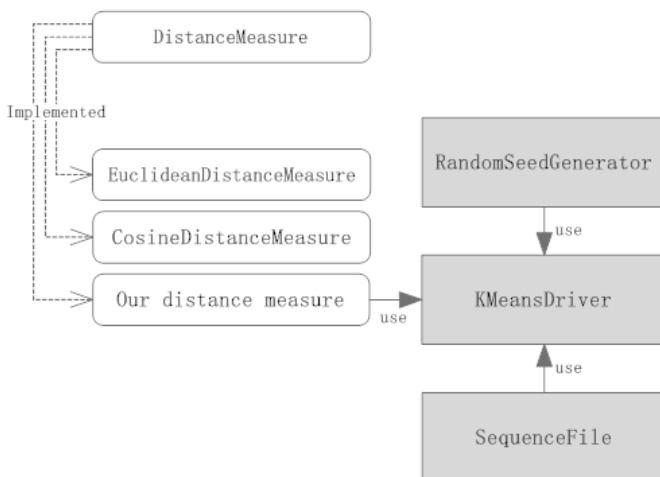 DistanceMeasure
Implemented
EuclideanDistanceMeasure
RandomSeedGenerator
CosineDistanceMeasure
use
Our distance measure
use
KMeansDriver
use
SequenceFile